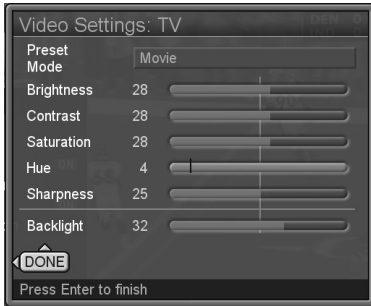 Video Settings: TV
Preset Mode Movie
Brightness 28
Contrast 28
Saturation 28
Hue 4
Sharpness 25
Backlight 32
DONE
Press Enter to finish